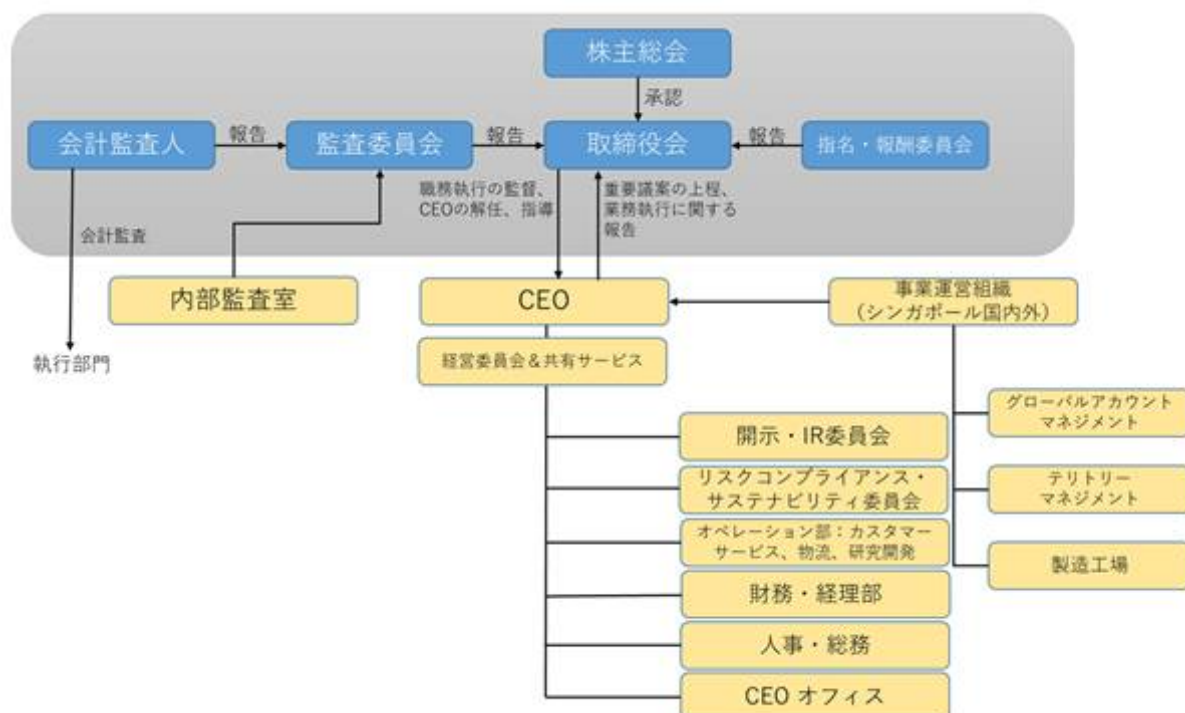 株主総会
承認
会計監査人
報告
監査委員会
報告
取締役会
報告
指名・報酬委員会
職務執行の監督、
CEOの解任、指導
重要議案の上程、
業務執行に関する
報告
会計監査
内部監査室
CEO
事業運営組織
(シンガポール国内外)
執行部門
経営委員会&共有サービス
グローバルアカウント
マネジメント
開示・IR委員会
リスクコンプライアンス・
サステナビリティ委員会
テリトリー
マネジメント
オペレーション部：カスタマー
サービス、物流、研究開発
製造工場
財務・経理部
人事・総務
CEO オフィス